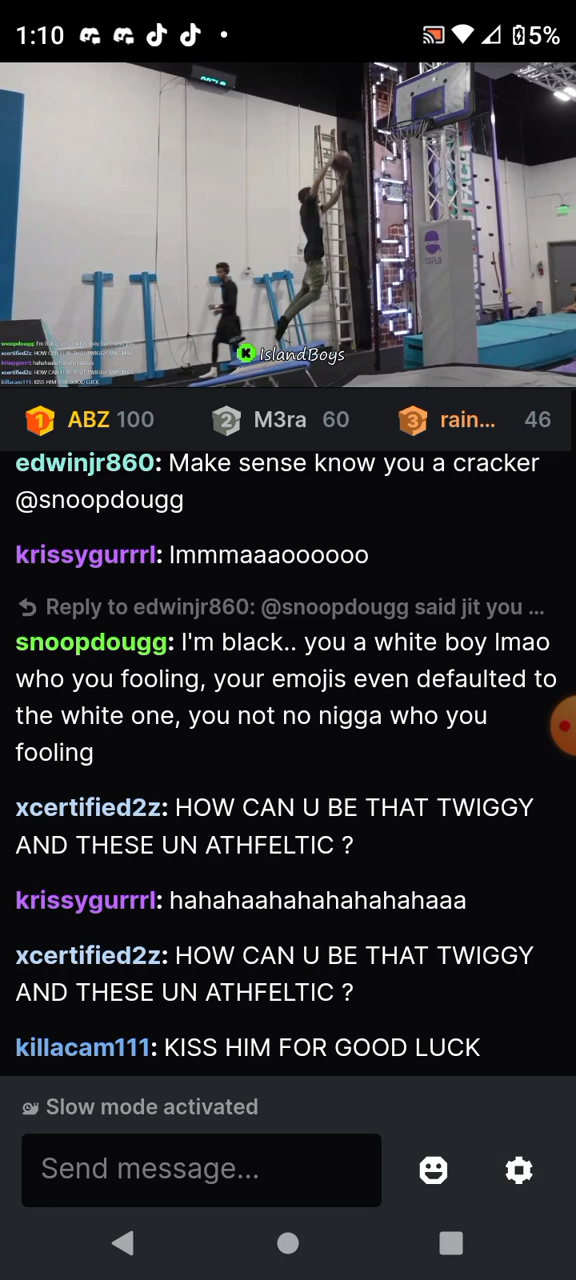 1:10
5%
IslandBoys
1 ABZ 100 2 M3ra 60 3 rain... 46
edwinjr860: Make sense know you a cracker
@snoopdougg
krissygurrrl: lmmmaaaoooooo
Reply to edwinjr860: @snoopdougg said jit you ...
snoopdougg: I'm black.. you a white boy lmao
who you fooling, your emojis even defaulted to
the white one, you not no nigga who you
fooling
xcertified2z: HOW CAN U BE THAT TWIGGY
AND THESE UN ATHFELTIC ?
krissygurrrl: hahahaahahahahahahaaa
xcertified2z: HOW CAN U BE THAT TWIGGY
AND THESE UN ATHFELTIC ?
killacam111: KISS HIM FOR GOOD LUCK
Slow mode activated
Send message...